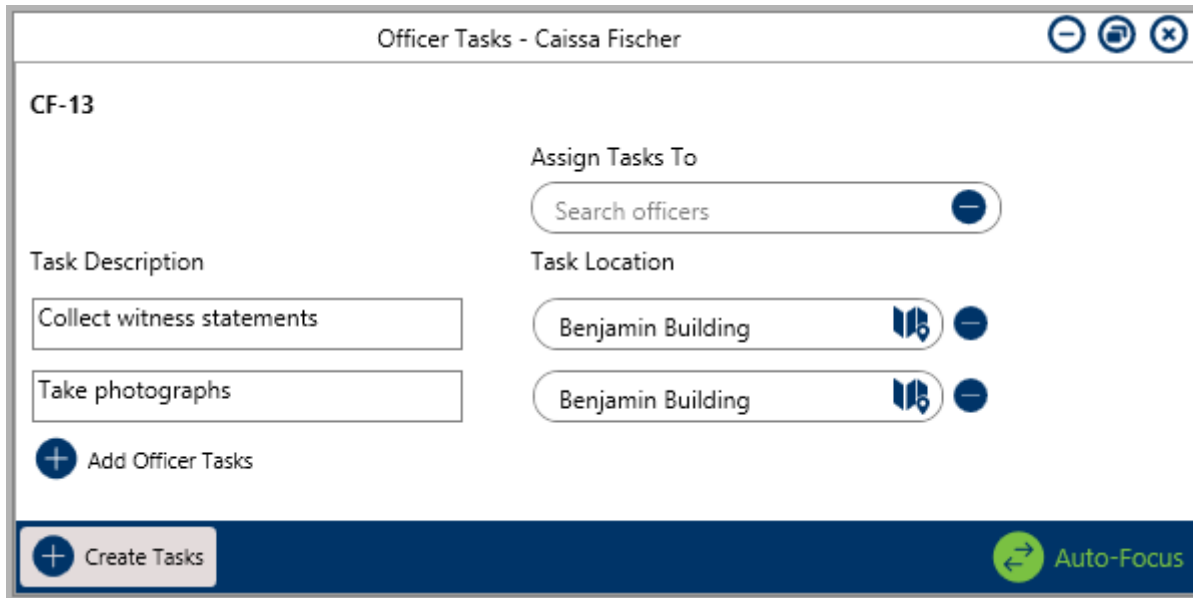 Officer Tasks - Caissa Fischer
CF-13
Assign Tasks To
Search officers
Task Description Task Location
Collect witness statements Benjamin Building
Take photographs Benjamin Building
Add Officer Tasks
Create Tasks Auto-Focus